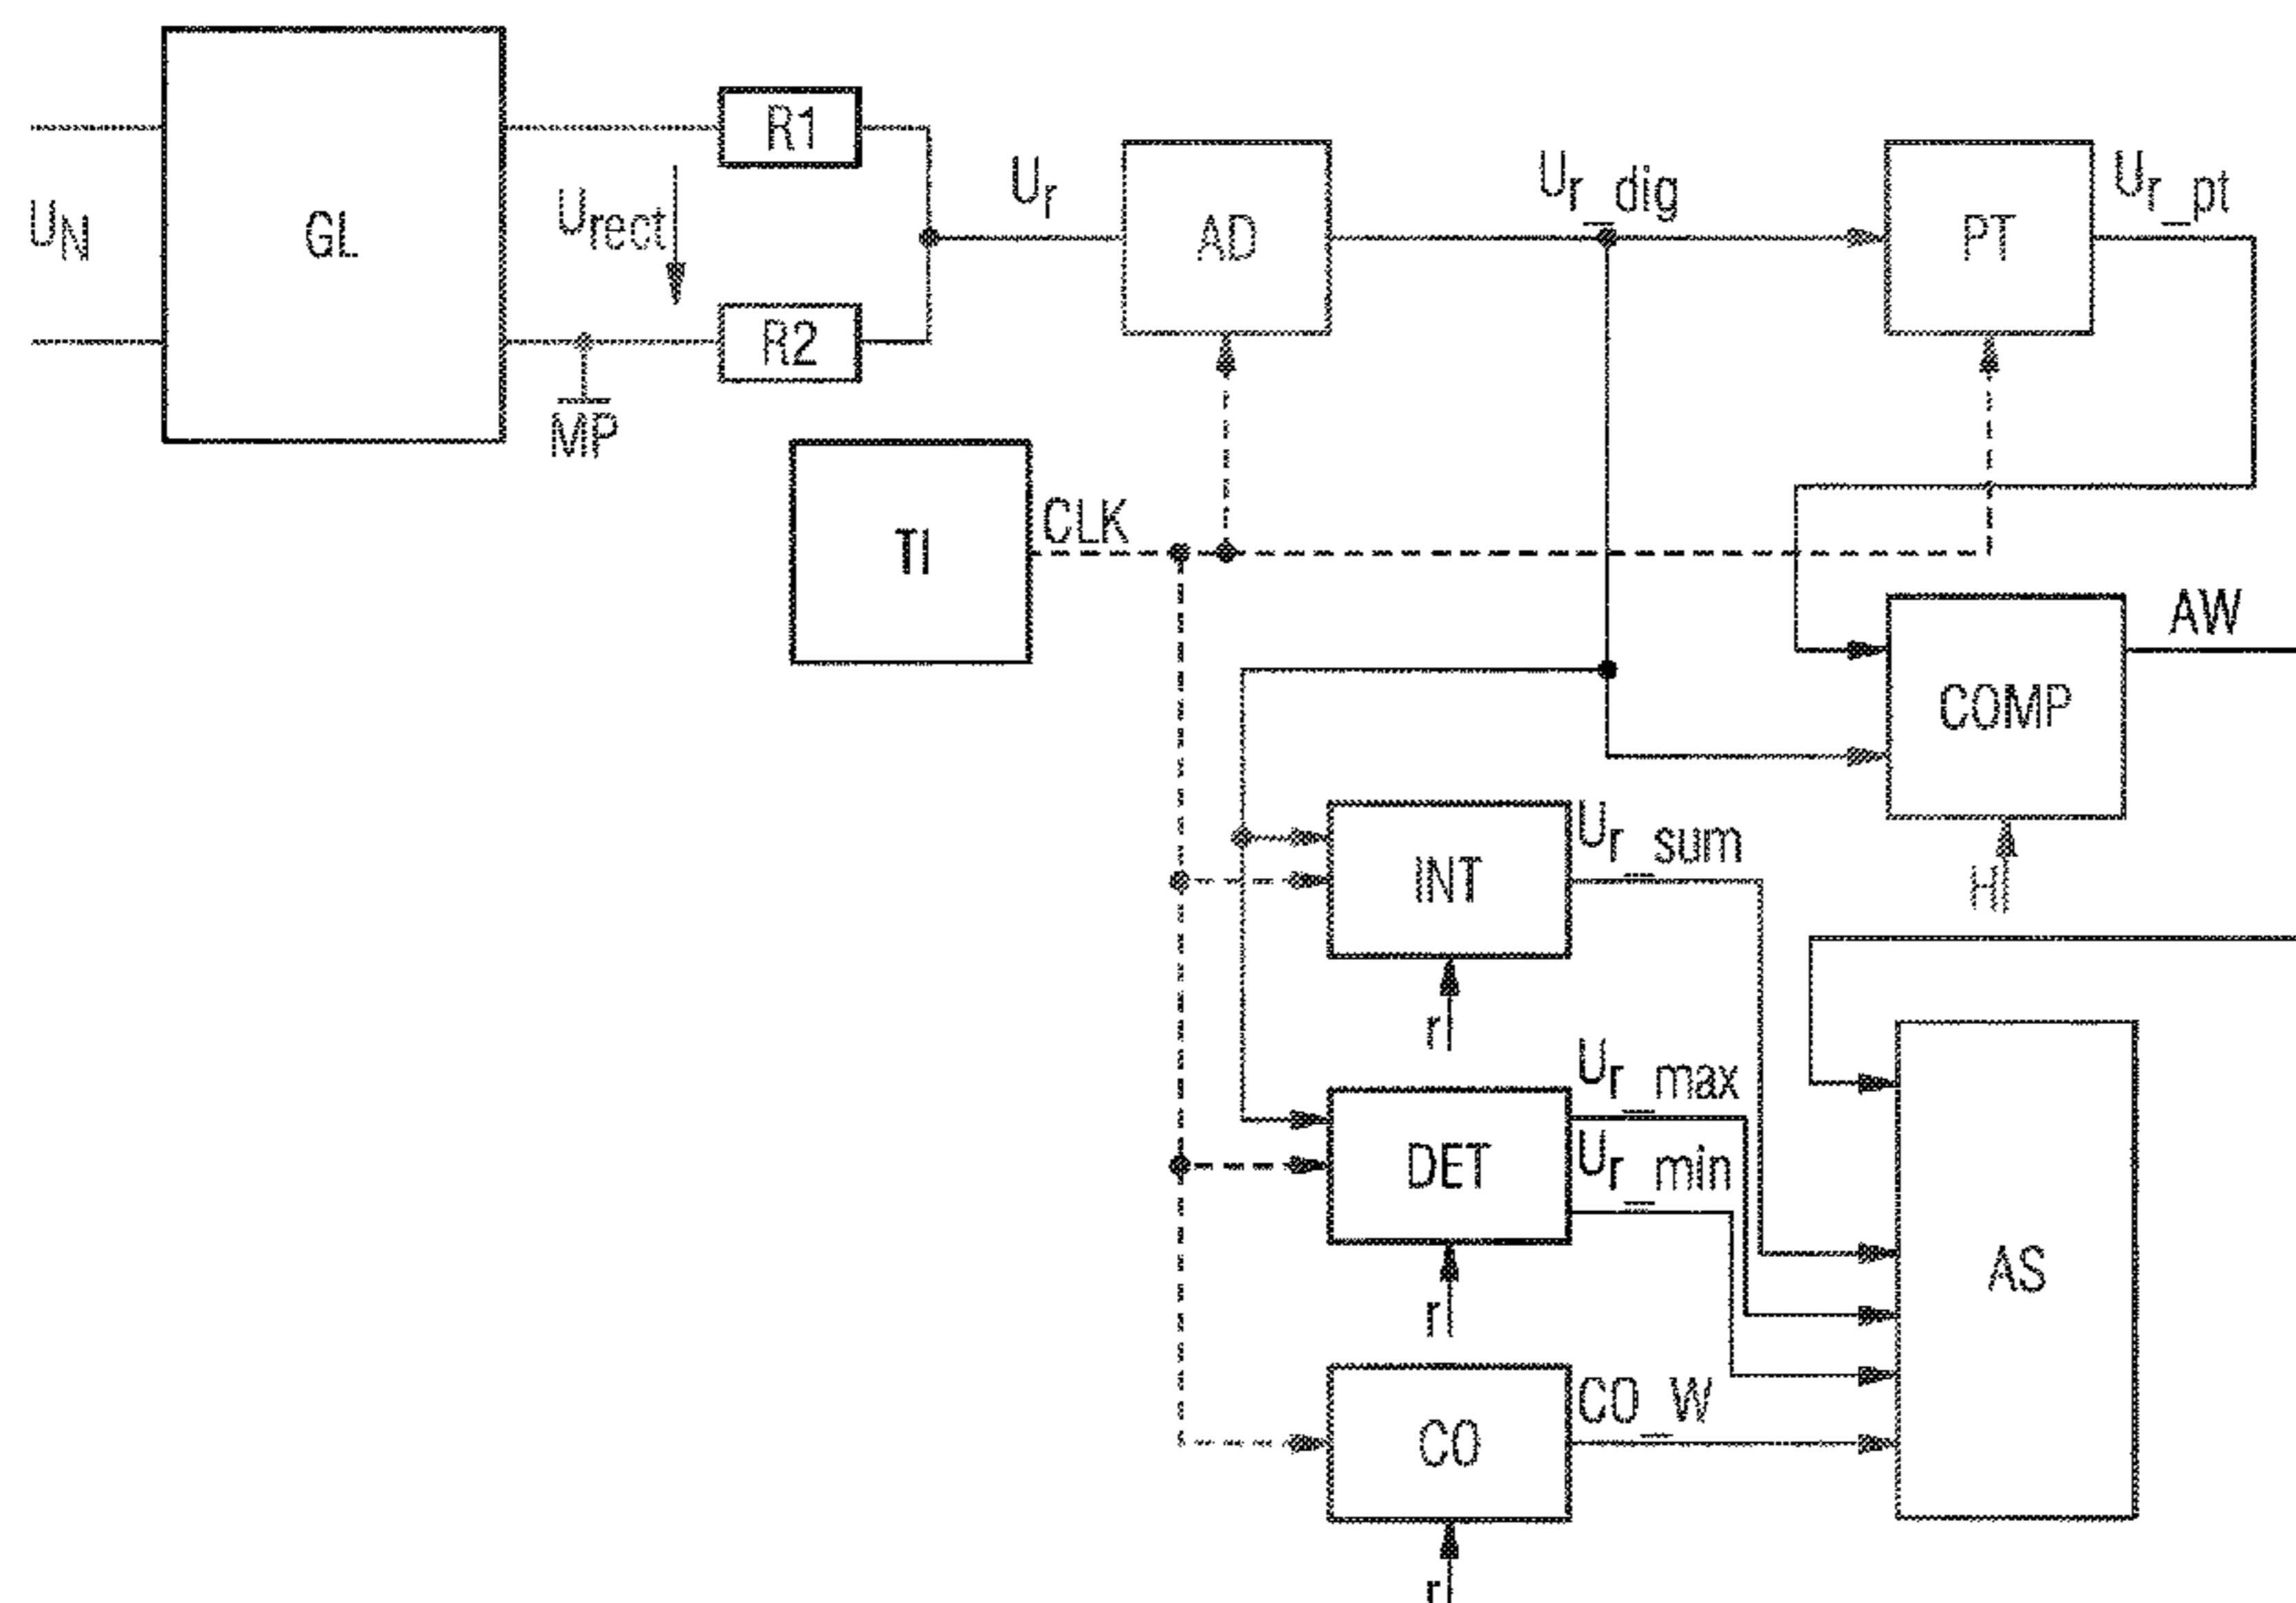 U_N
GL
U_rect
MP
R1
R2
U_r
AD
U_r_dig
PT
U_r_pt
TI
CLK
COMP
AW
H
INT
U_r_sum
r
DET
U_r_max
U_r_min
r
AS
CO
CO_W
r